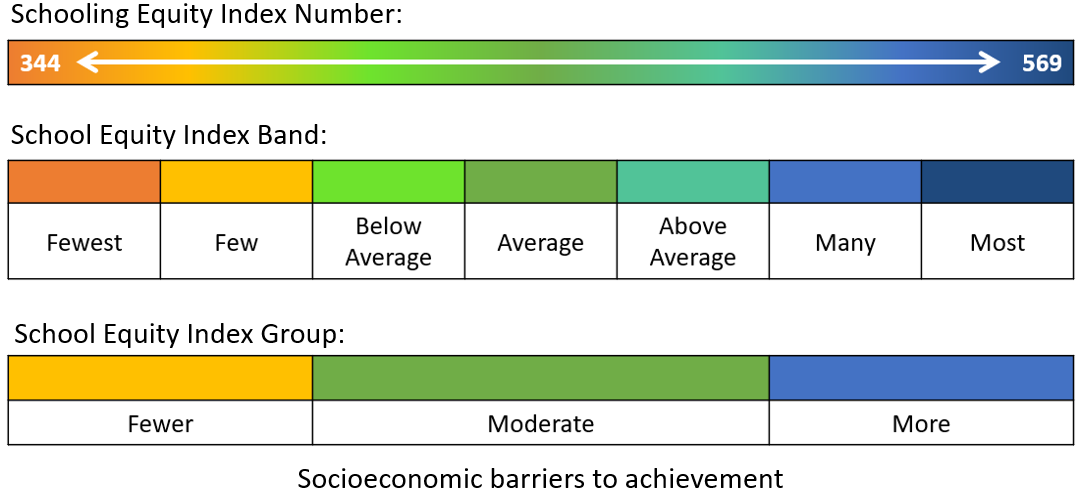 Schooling Equity Index Number:
344 569
School Equity Index Band:
Fewest Few Below Average Average Above Average Many Most
School Equity Index Group:
Fewer Moderate More
Socioeconomic barriers to achievement